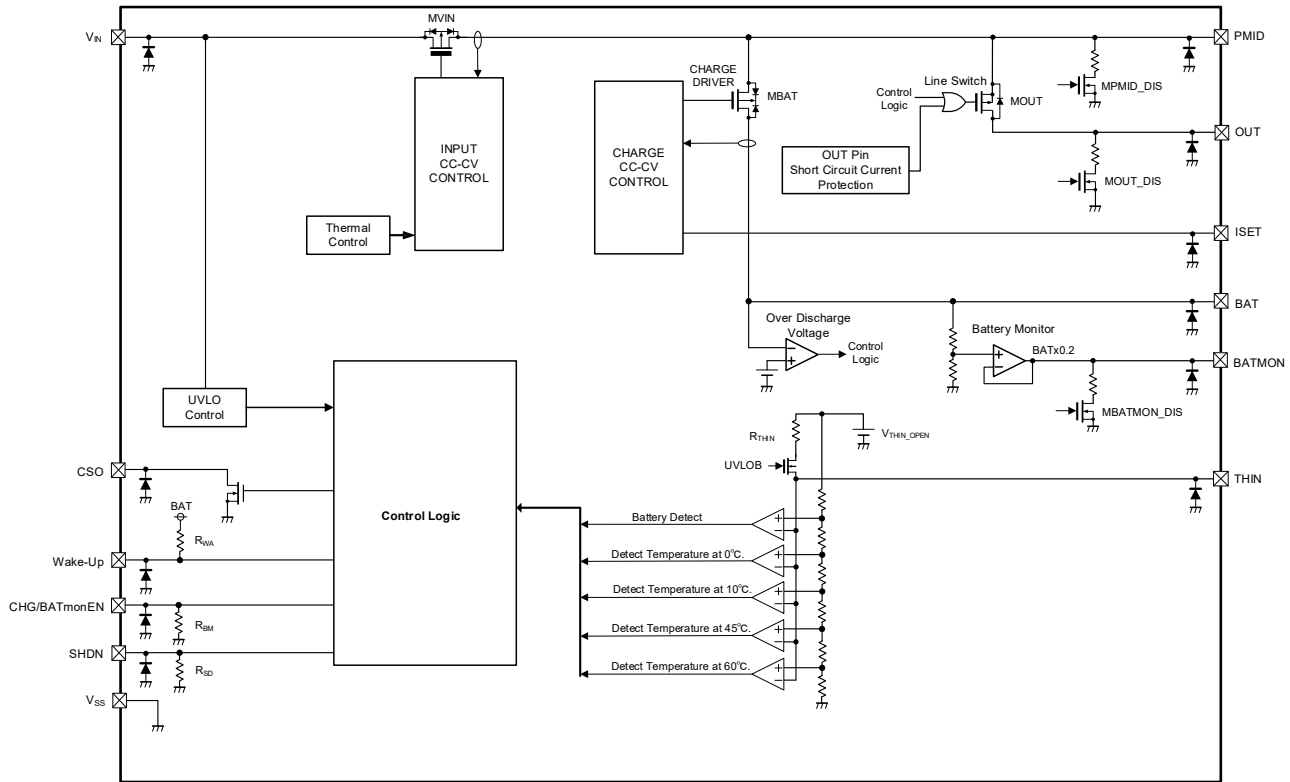 MVIN
VIN
PMID
CHARGE
DRIVER
MBAT
Line Switch
Control
Logic
MOUT
MPMID_DIS
OUT
INPUT
CC-CV
CONTROL
CHARGE
CC-CV
CONTROL
OUT Pin
Short Circuit Current
Protection
MOUT_DIS
Thermal
Control
ISET
BAT
Over Discharge
Voltage
Control
Logic
Battery Monitor
BATx0.2
BATMON
MBATMON_DIS
UVLO
Control
RTHIN
VTHIN_OPEN
UVLOB
THIN
CSO
BAT
RWA
Wake-Up
CHG/BATmonEN
RBM
SHDN
RSD
VSS
Control Logic
Battery Detect
Detect Temperature at 0°C.
Detect Temperature at 10°C.
Detect Temperature at 45°C.
Detect Temperature at 60°C.